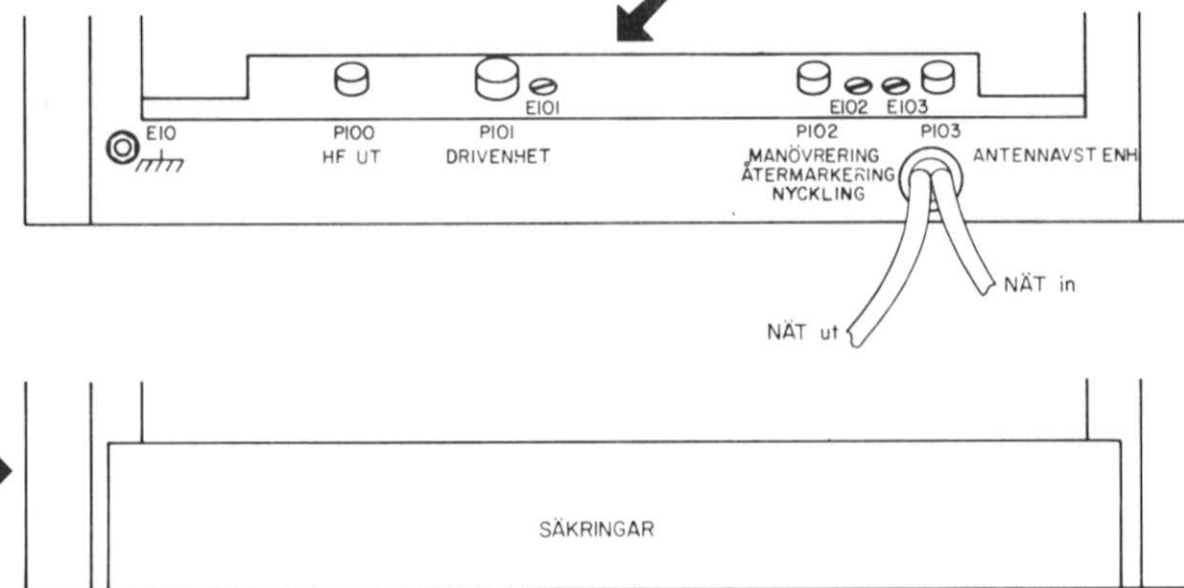 E101 E102 E103
E10 P100 P101 P102 P103
HF UT DRIVENHET MANÖVRERING ANTENNAVST ENH
ÅTERMARKERING
NYCKLING
NÄT in
NÄT ut
SÄKRINGAR